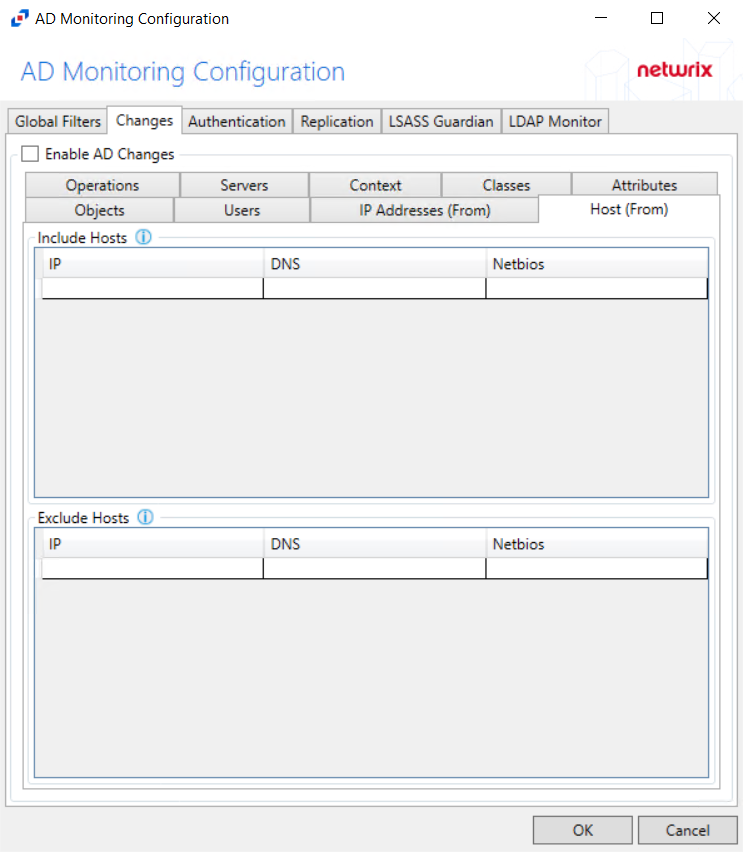 AD Monitoring Configuration
AD Monitoring Configuration
netwrix
Global Filters Changes Authentication Replication LSASS Guardian LDAP Monitor
Enable AD Changes
Operations Servers Context Classes Attributes
Objects Users IP Addresses (From) Host (From)
Include Hosts
IP DNS Netbios
Exclude Hosts
IP DNS Netbios
OK Cancel